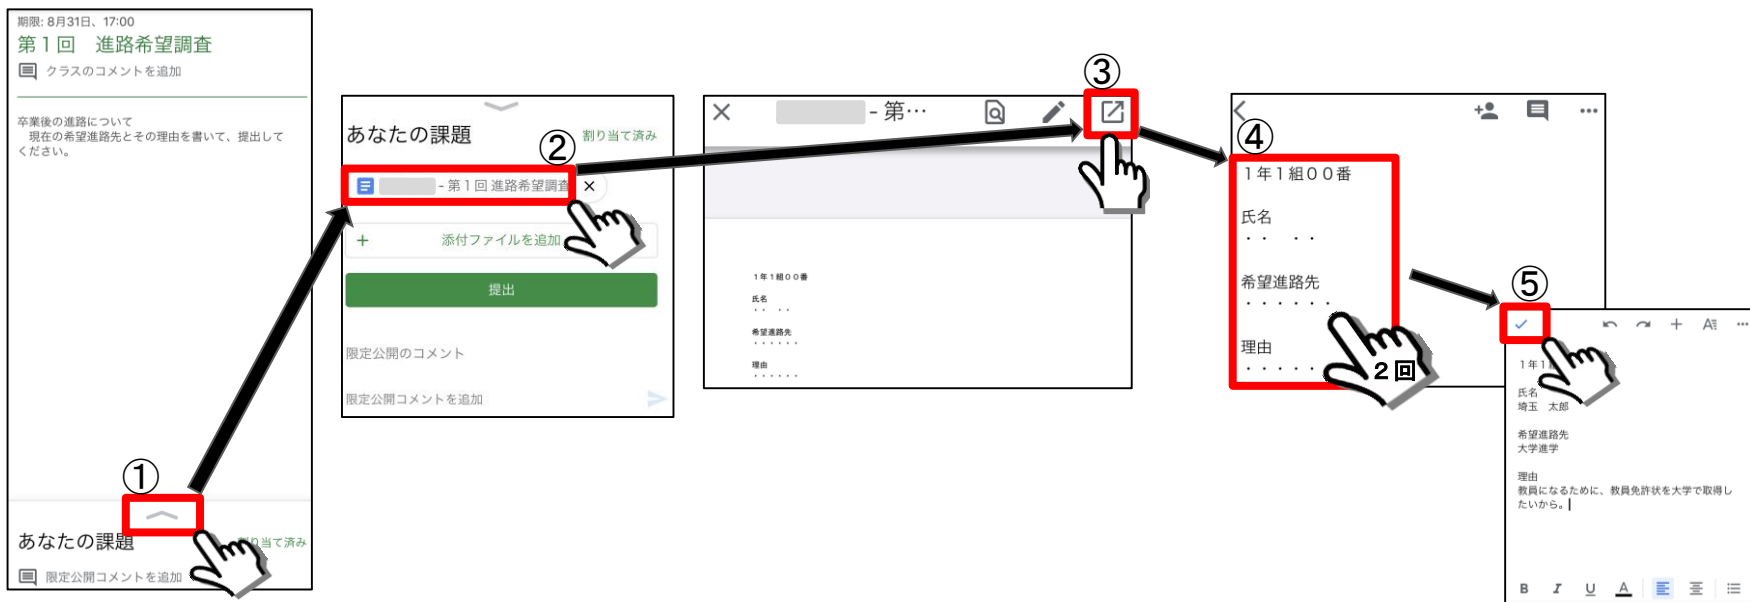 期限: 8月31日、17:00
第１回　進路希望調査
クラスのコメントを追加
卒業後の進路について
　現在の希望進路先とその理由を書いて、提出して
ください。
①
あなたの課題
割り当て済み
限定公開コメントを追加
あなたの課題
②
割り当て済み
- 第１回 進路希望調査
+ 添付ファイルを追加
提出
限定公開のコメント
限定公開コメントを追加
③
- 第…
１年１組００番
氏名
・・　・・
希望進路先
・・・・・・
理由
・・・・・・
④
１年１組００番
氏名
・・　・・
希望進路先
・・・・・・
理由
・・・・・
２回
⑤
１年１
氏名
埼玉　太郎
希望進路先
大学進学
理由
教員になるために、教員免許状を大学で取得し
たいから。
B I U A